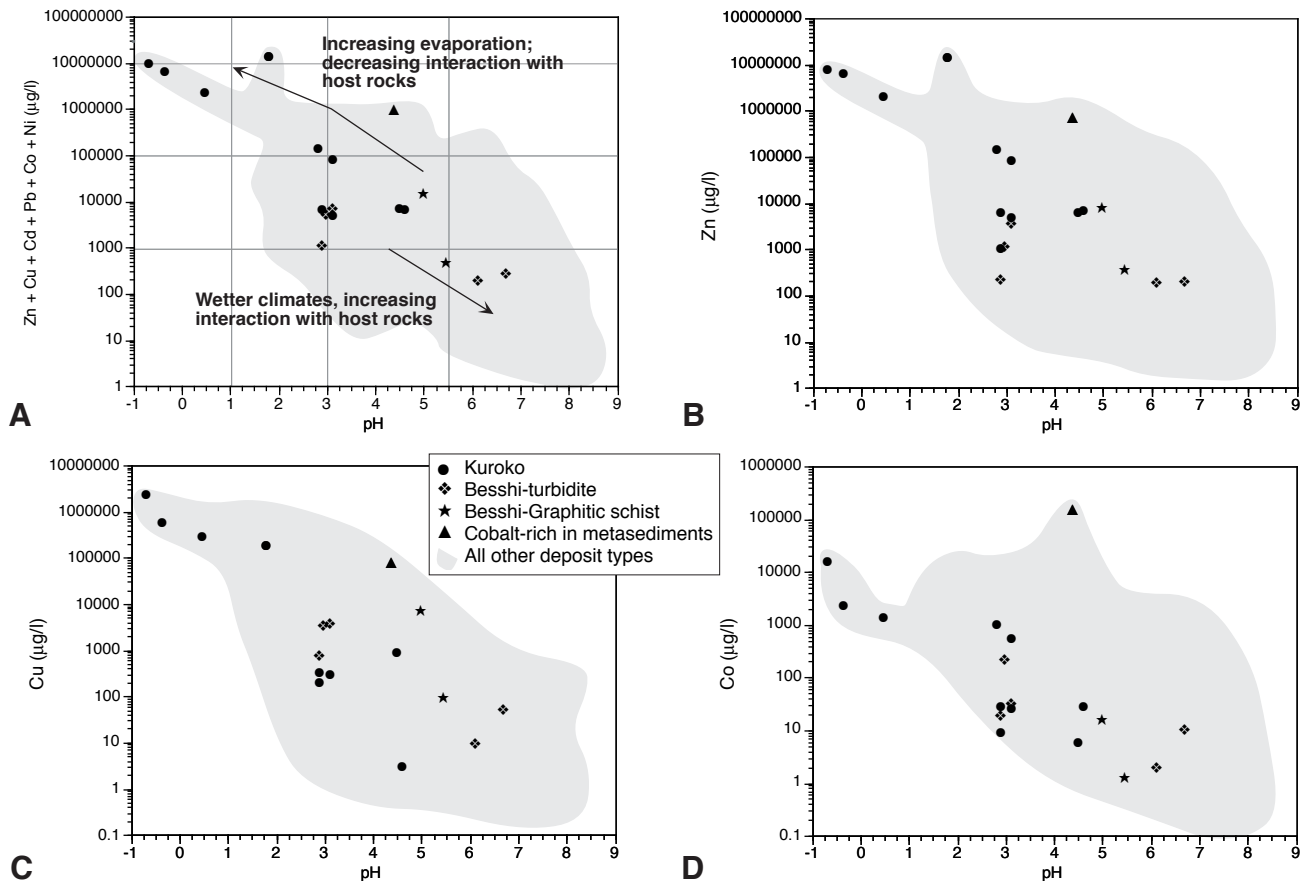 100000000
10000000
1000000
100000
10000
1000
100
10
1
Zn + Cu + Cd + Pb + Co + Ni (µg/l)
Increasing evaporation;
decreasing interaction with
host rocks
Wetter climates, increasing
interaction with host rocks
-1 0 1 2 3 4 5 6 7 8 9
pH
A
100000000
10000000
1000000
100000
10000
1000
100
10
1
Zn (µg/l)
-1 0 1 2 3 4 5 6 7 8 9
pH
B
10000000
1000000
100000
10000
1000
100
10
1
0.1
Cu (µg/l)
-1 0 1 2 3 4 5 6 7 8 9
pH
C
Kuroko
Besshi-turbidite
Besshi-Graphitic schist
Cobalt-rich in metasediments
All other deposit types
1000000
100000
10000
1000
100
10
1
0.1
Co (µg/l)
-1 0 1 2 3 4 5 6 7 8 9
pH
D